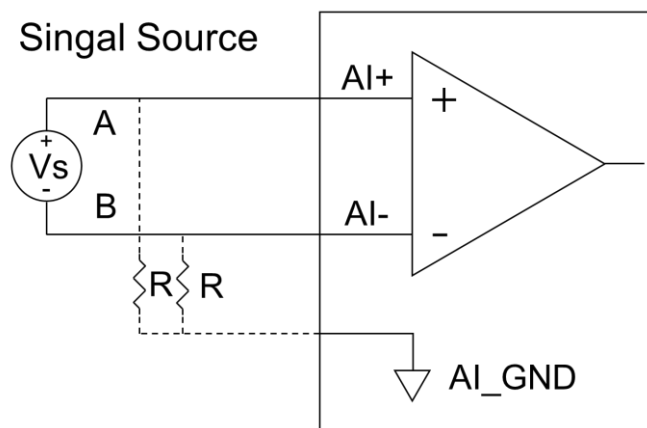 Singal Source
AI+
+
A
+
Vs
-
B
AI-
-
R R
AI_GND